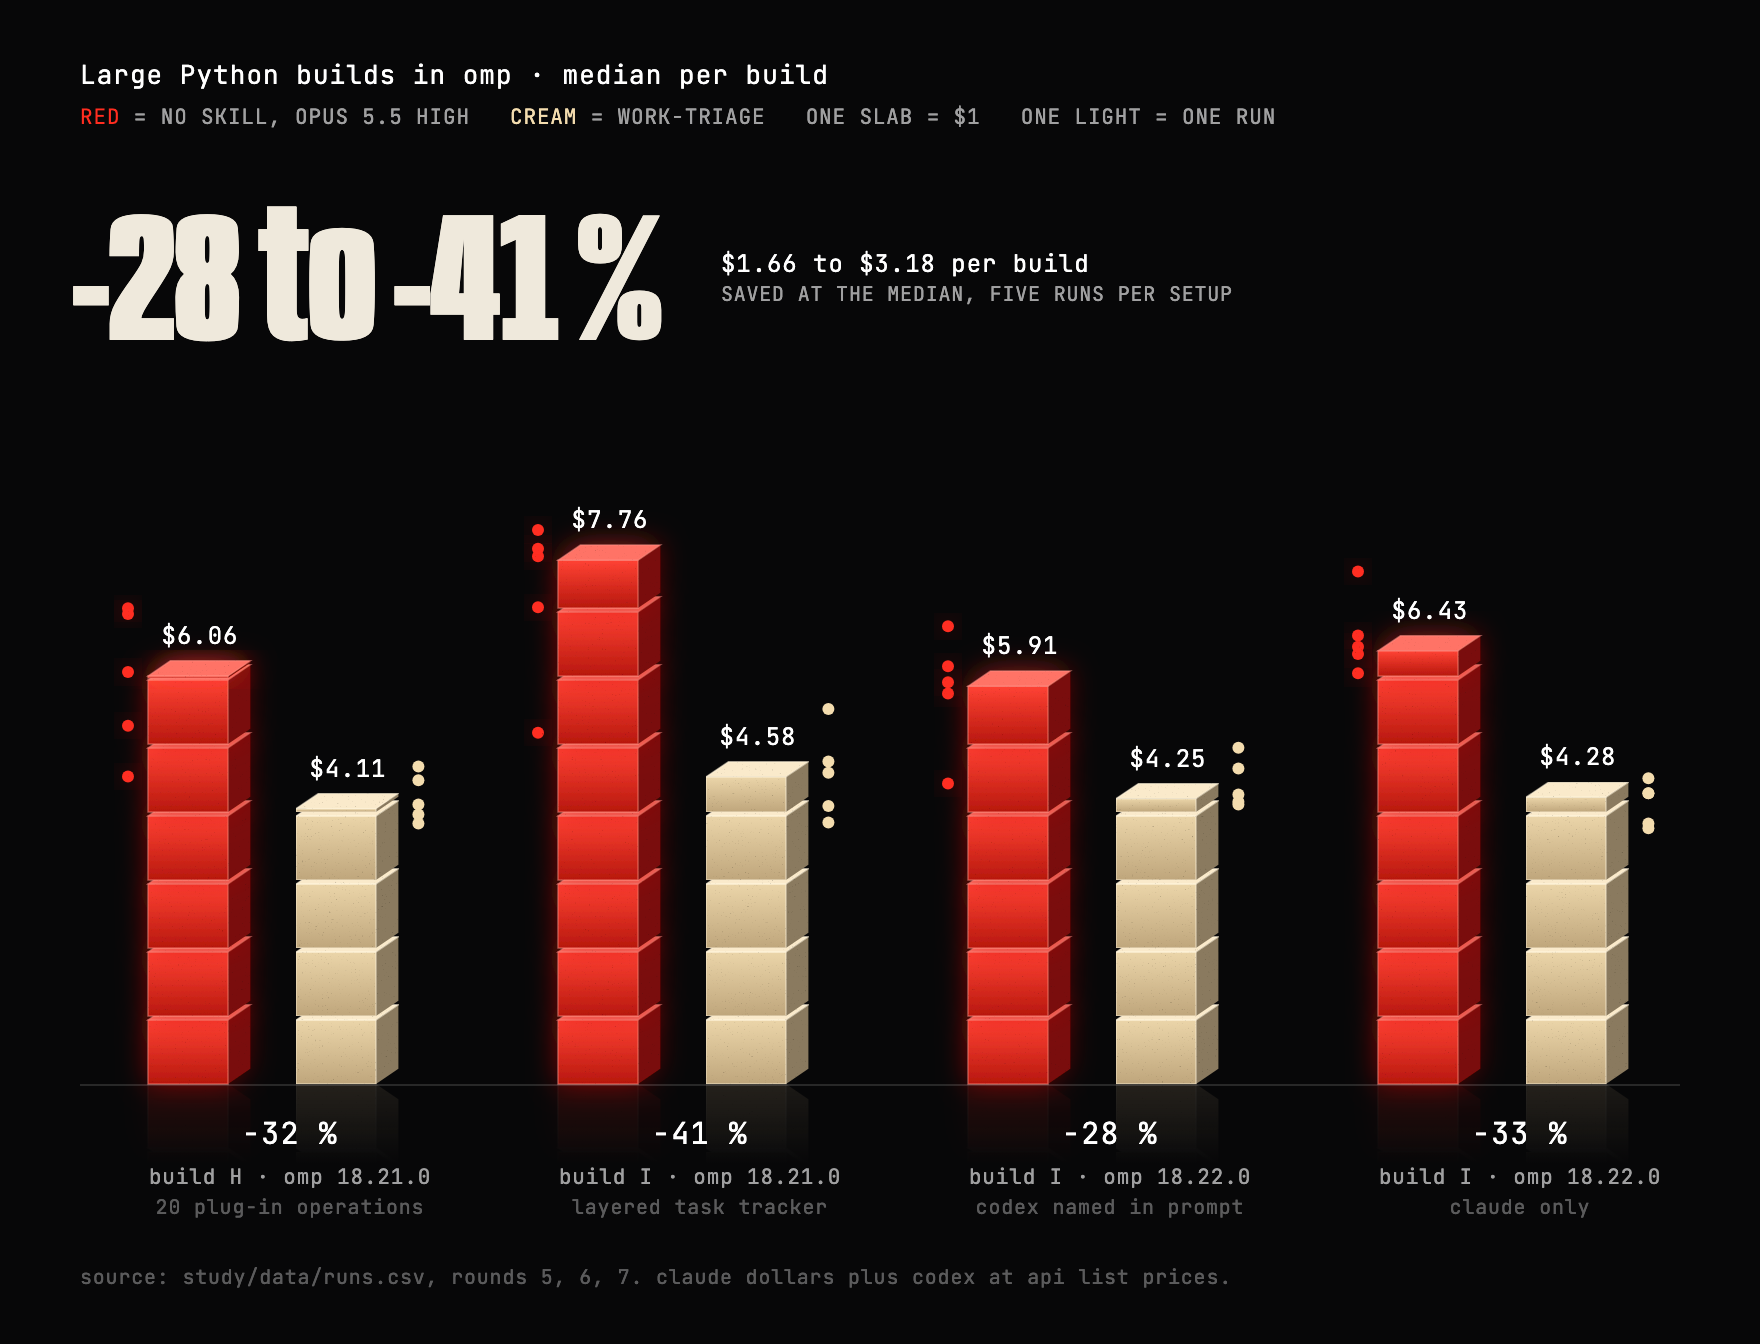 Large Python builds in omp · median per build
RED = NO SKILL, OPUS 5.5 HIGH CREAM = WORK-TRIAGE ONE SLAB = $1 ONE LIGHT = ONE RUN
-28 to -41%
$1.66 to $3.18 per build
SAVED AT THE MEDIAN, FIVE RUNS PER SETUP
$6.06
$4.11
$7.76
$4.58
$5.91
$4.25
$6.43
$4.28
-32 %
build H · omp 18.21.0
20 plug-in operations
-41 %
build I · omp 18.21.0
layered task tracker
-28 %
build I · omp 18.22.0
codex named in prompt
-33 %
build I · omp 18.22.0
claude only
source: study/data/runs.csv, rounds 5, 6, 7. claude dollars plus codex at api list prices.